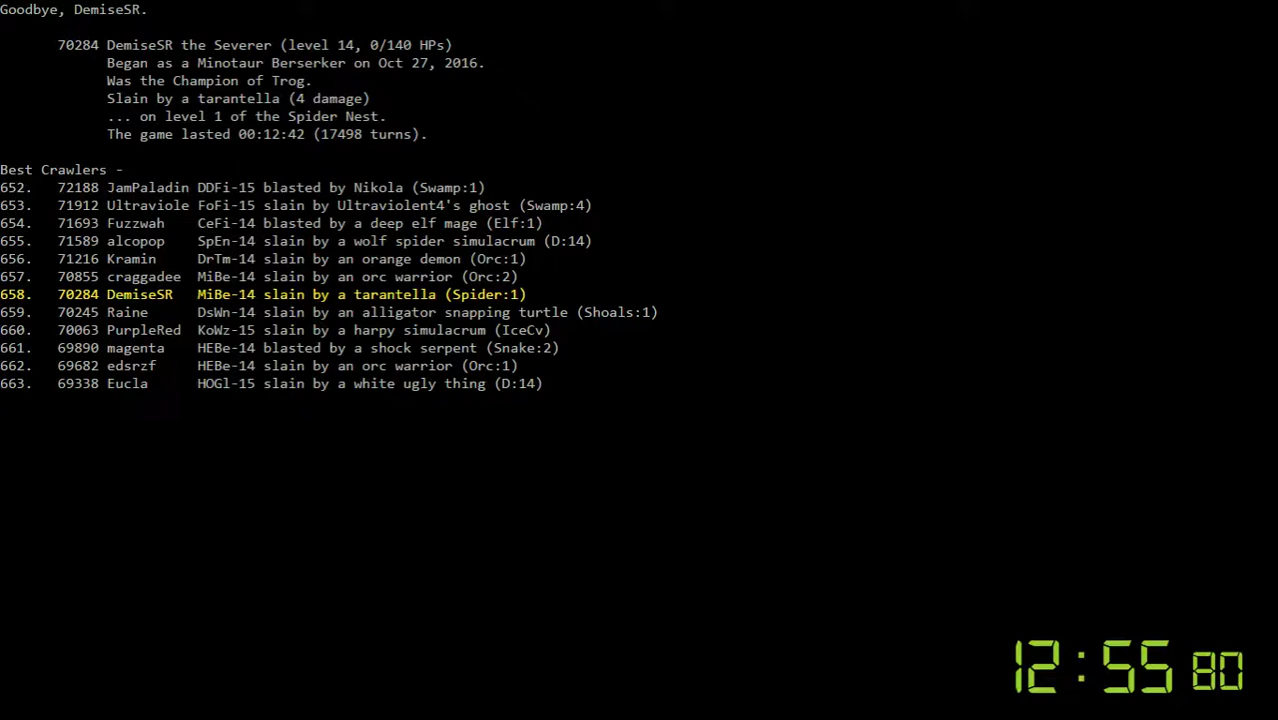 Goodbye, DemiseSR.
70284 DemiseSR the Severer (level 14, 0/140 HPs)
Began as a Minotaur Berserker on Oct 27, 2016.
Was the Champion of Trog.
Slain by a tarantella (4 damage)
... on level 1 of the Spider Nest.
The game lasted 00:12:42 (17498 turns).
Best Crawlers -
652. 72188 JamPaladin DDFi-15 blasted by Nikola (Swamp:1)
653. 71912 Ultraviole FoFi-15 slain by Ultraviolent4's ghost (Swamp:4)
654. 71693 Fuzzwah CeFi-14 blasted by a deep elf mage (Elf:1)
655. 71589 alcopop SpEn-14 slain by a wolf spider simulacrum (D:14)
656. 71216 Kramin DrTm-14 slain by an orange demon (Orc:1)
657. 70855 craggadee MiBe-14 slain by an orc warrior (Orc:2)
658. 70284 DemiseSR MiBe-14 slain by a tarantella (Spider:1)
659. 70245 Raine DsWn-14 slain by an alligator snapping turtle (Shoals:1)
660. 70063 PurpleRed KoWz-15 slain by a harpy simulacrum (IceCv)
661. 69890 magenta HEBe-14 blasted by a shock serpent (Snake:2)
662. 69682 edsrzf HEBe-14 slain by an orc warrior (Orc:1)
663. 69338 Eucla HOGl-15 slain by a white ugly thing (D:14)
12:55 80